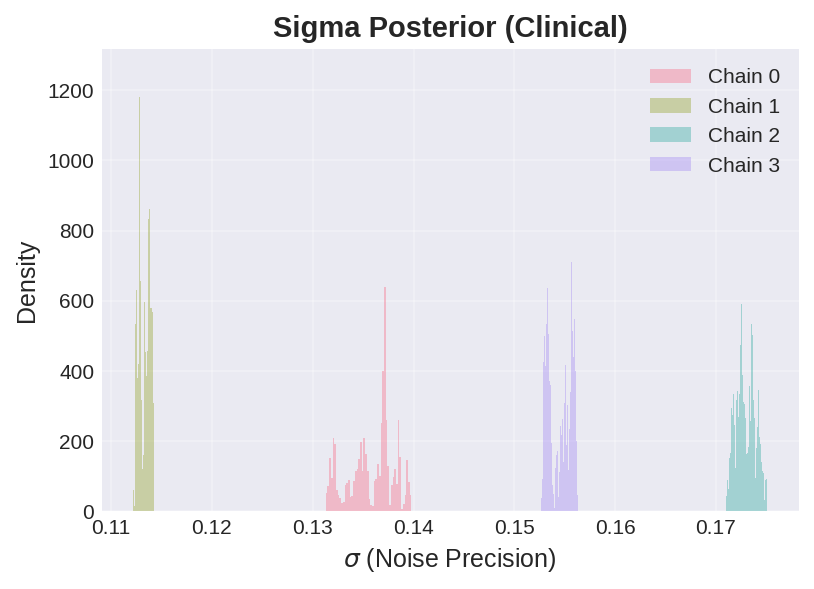 Sigma Posterior (Clinical)
Chain 0
Chain 1
Chain 2
Chain 3
Density
1200
1000
800
600
400
200
0
0.11 0.12 0.13 0.14 0.15 0.16 0.17
σ (Noise Precision)